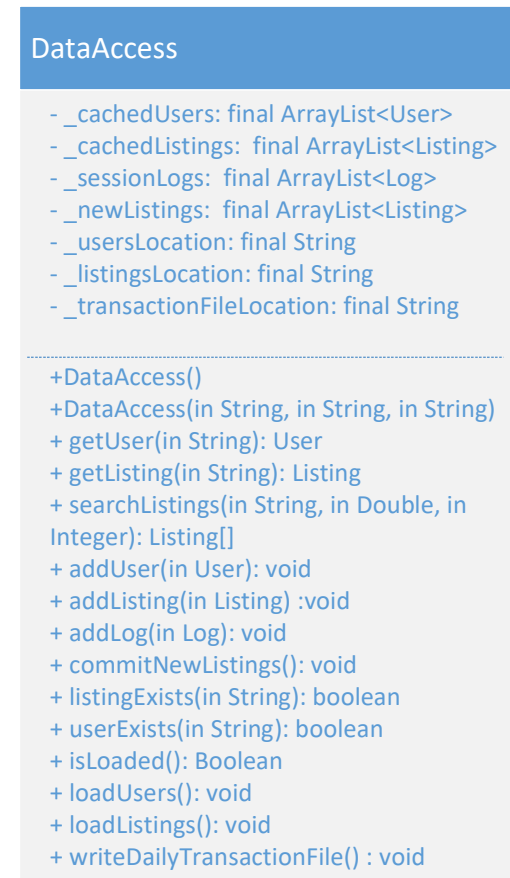 DataAccess
- _cachedUsers: final ArrayList<User>
- _cachedListings:  final ArrayList<Listing>
- _sessionLogs:  final ArrayList<Log>
- _newListings:  final ArrayList<Listing>
- _usersLocation: final String
- _listingsLocation: final String
- _transactionFileLocation: final String
+DataAccess()
+DataAccess(in String, in String, in String)
+ getUser(in String): User
+ getListing(in String): Listing
+ searchListings(in String, in Double, in
Integer): Listing[]
+ addUser(in User): void
+ addListing(in Listing) :void
+ addLog(in Log): void
+ commitNewListings(): void
+ listingExists(in String): boolean
+ userExists(in String): boolean
+ isLoaded(): Boolean
+ loadUsers(): void
+ loadListings(): void
+ writeDailyTransactionFile() : void